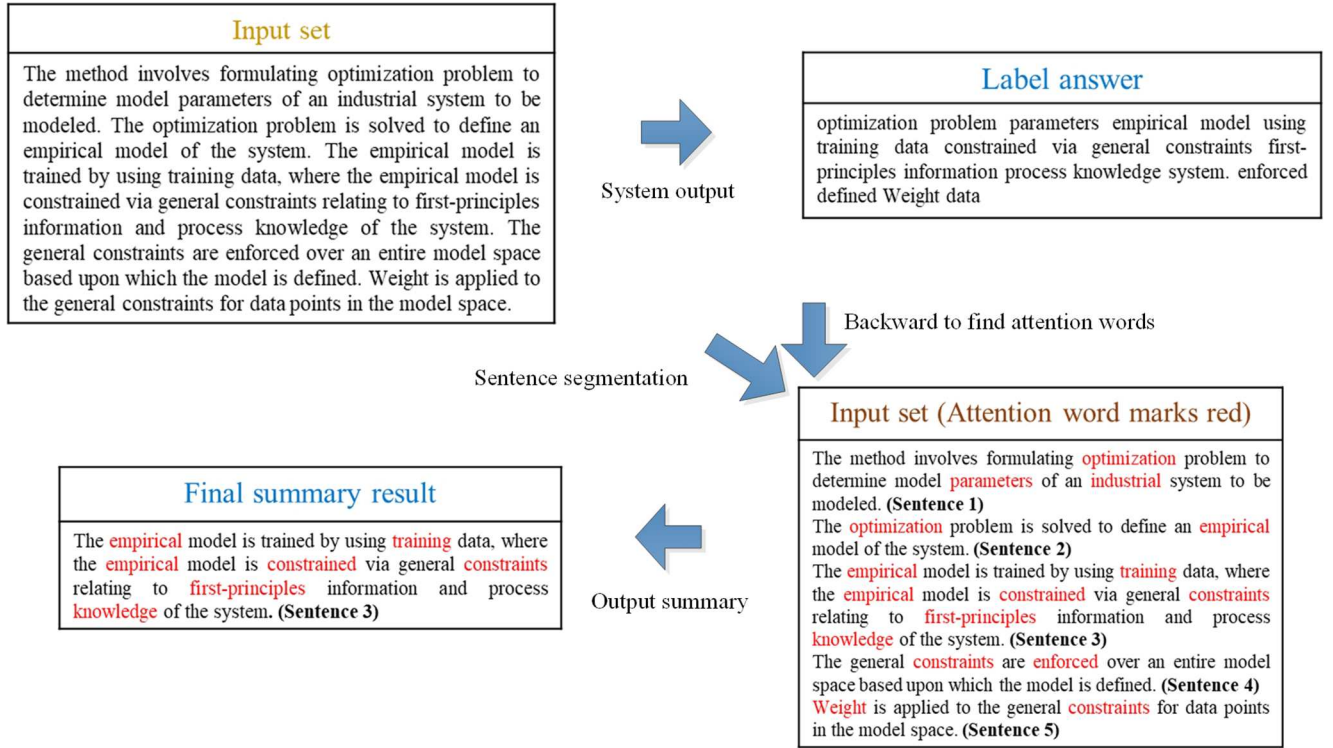 Input set
The method involves formulating optimization problem to
determine model parameters of an industrial system to be
modeled. The optimization problem is solved to define an
empirical model of the system. The empirical model is
trained by using training data, where the empirical model is
constrained via general constraints relating to first-principles
information and process knowledge of the system. The
general constraints are enforced over an entire model space
based upon which the model is defined. Weight is applied to
the general constraints for data points in the model space.
System output
Label answer
optimization problem parameters empirical model using
training data constrained via general constraints first-
principles information process knowledge system. enforced
defined Weight data
Backward to find attention words
Sentence segmentation
Input set (Attention word marks red)
The method involves formulating optimization problem to
determine model parameters of an industrial system to be
modeled. (Sentence 1)
The optimization problem is solved to define an empirical
model of the system. (Sentence 2)
The empirical model is trained by using training data, where
the empirical model is constrained via general constraints
relating to first-principles information and process
knowledge of the system. (Sentence 3)
The general constraints are enforced over an entire model
space based upon which the model is defined. (Sentence 4)
Weight is applied to the general constraints for data points
in the model space. (Sentence 5)
Output summary
Final summary result
The empirical model is trained by using training data, where
the empirical model is constrained via general constraints
relating to first-principles information and process
knowledge of the system. (Sentence 3)